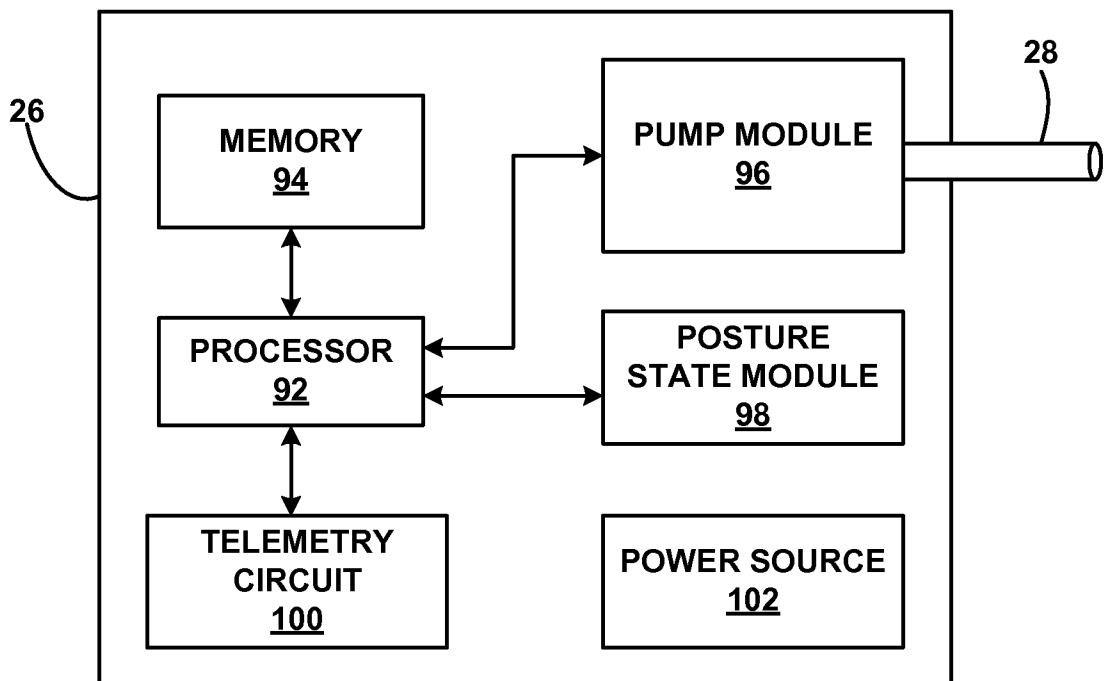 26
28
MEMORY
94
PUMP MODULE
96
PROCESSOR
92
POSTURE
STATE MODULE
98
TELEMETRY
CIRCUIT
100
POWER SOURCE
102